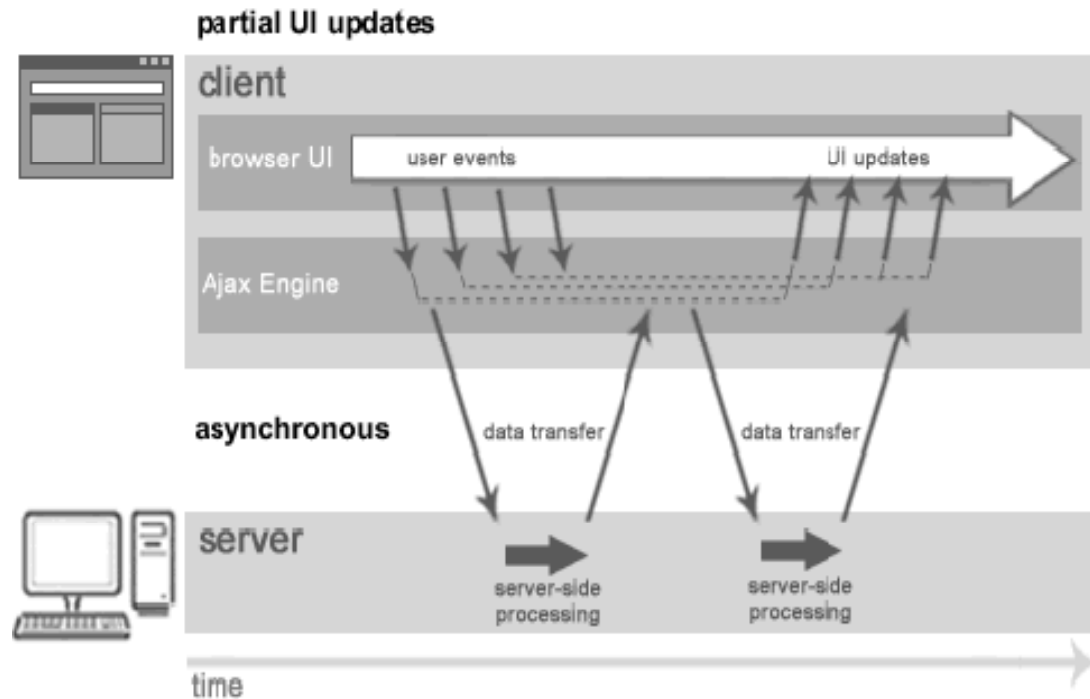 partial UI updates
client
browser UI
user events
UI updates
Ajax Engine
asynchronous
data transfer
data transfer
server
server-side
processing
server-side
processing
time